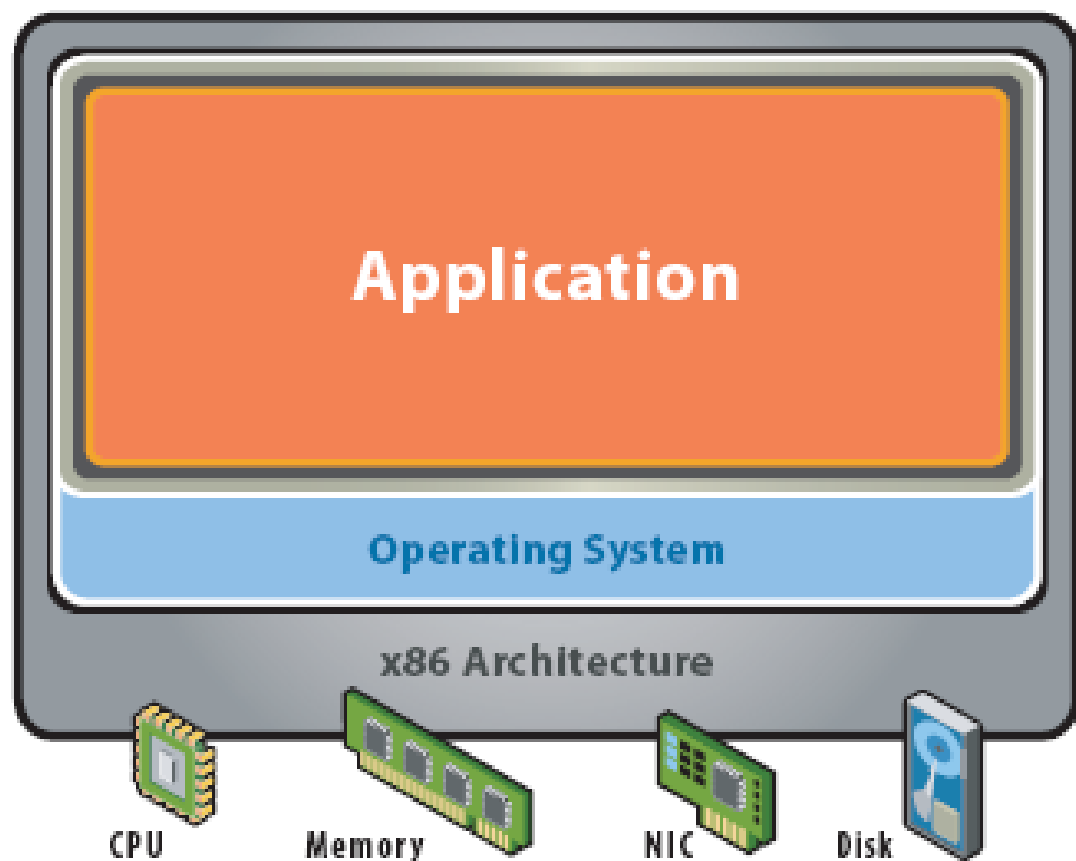 Application
Operating System
x86 Architecture
CPU
Memory
NIC
Disk